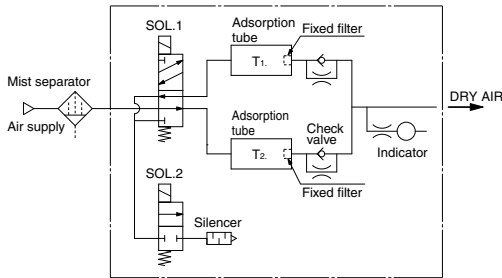 SOL.1
Adsorption
tube
Fixed filter
T1.
Mist separator
Air supply
DRY AIR
Adsorption
tube
Check
valve
T2.
Indicator
Fixed filter
SOL.2
Silencer